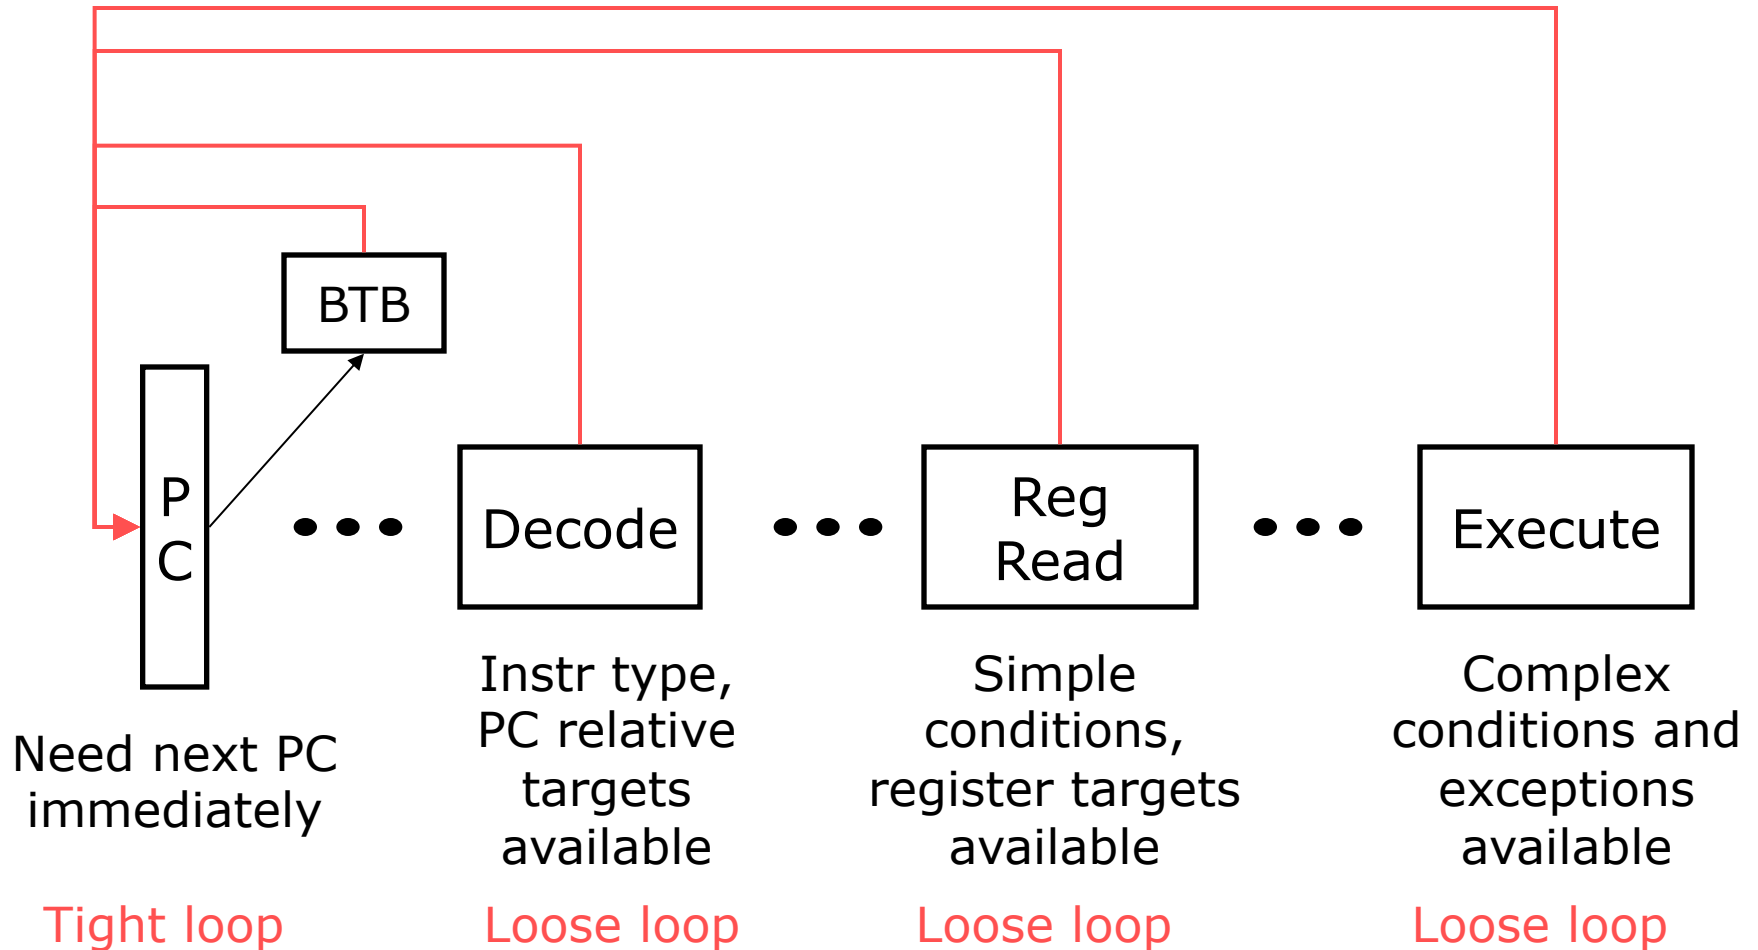 BTB
P
C
Decode
Reg
Read
Execute
Need next PC
immediately
Instr type,
PC relative
targets
available
Simple
conditions,
register targets
available
Complex
conditions and
exceptions
available
Tight loop
Loose loop
Loose loop
Loose loop